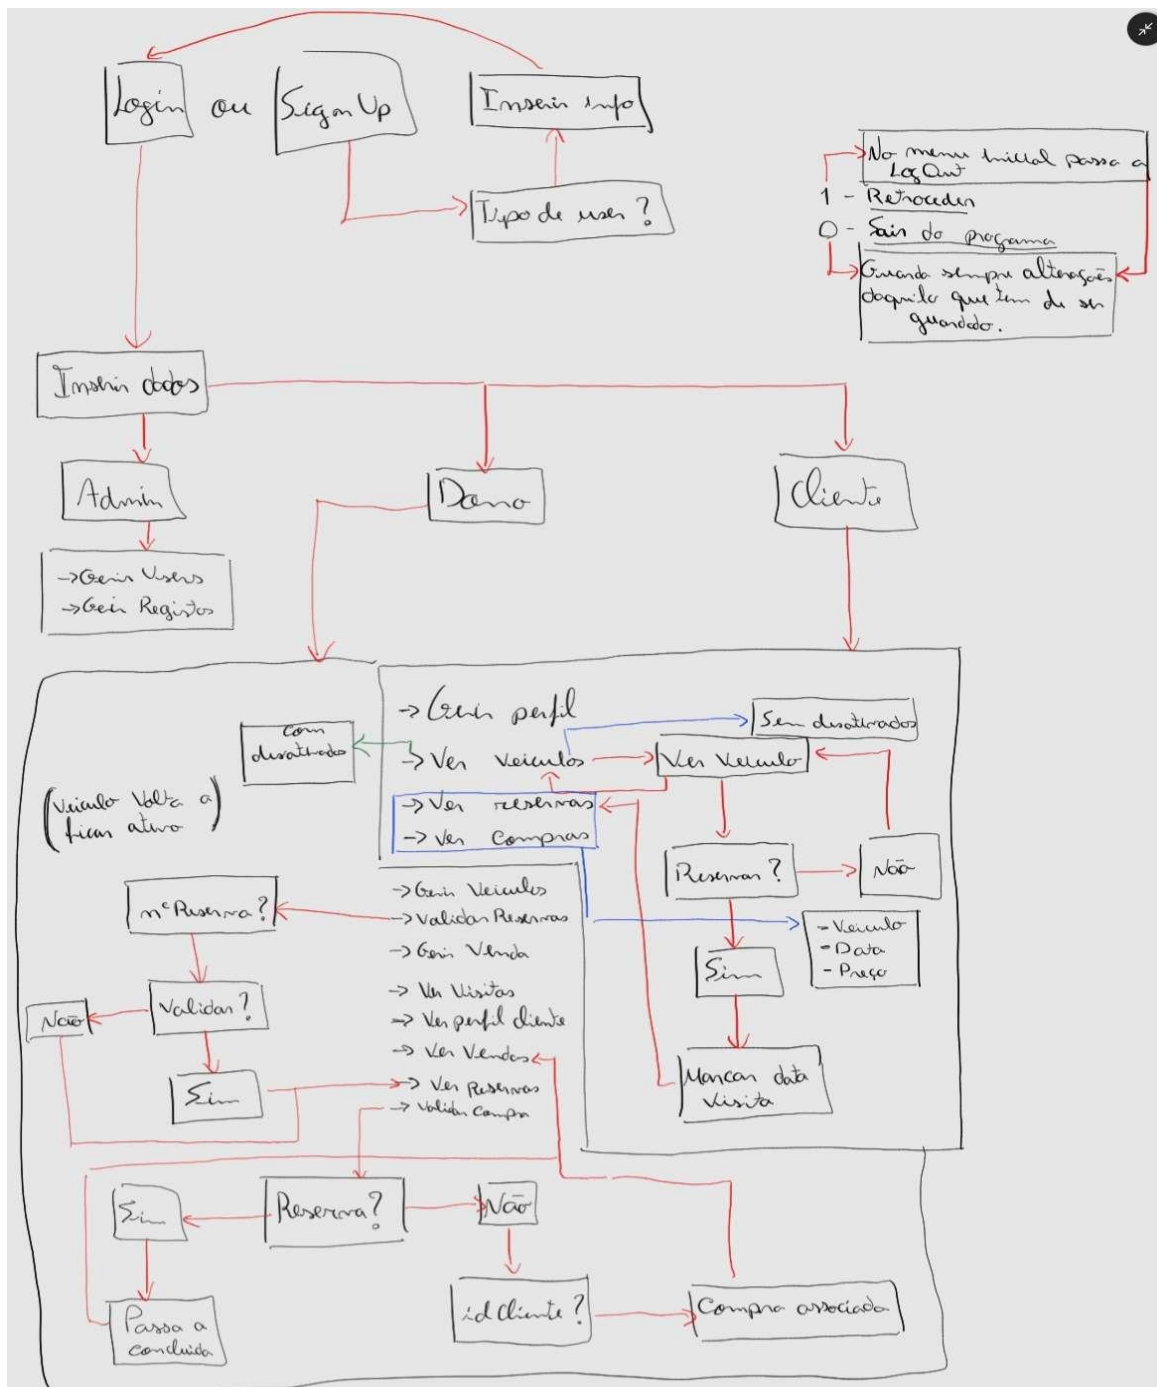 Login ou Sign Up
Inserir info
Tipo de user?
No menu inicial passa a
LogOut
1 - Retroceder
0 - Sair do programa
Guarda sempre alterações
daquilo que tem de ser
guardado.
Inserir dados
Admin
Dono
Cliente
-> Gerir Users
-> Gerir Registos
-> Gerir perfil
-> Ver veiculos
-> Ver reservas
-> Ver compras
Com
desativados
Sem desativados
Ver Veiculo
Reservar?
Não
Sim
- Veiculo
- Data
- Preço
Marcar data
visita
(Veiculo Volta a
ficar ativo)
-> Gerir Veiculos
-> Validar Reservas
-> Gerir Venda
-> Ver Visitas
-> Ver perfil cliente
-> Ver Vendas
-> Ver Reservas
-> Validar Compra
nº Reserva?
Validar?
Não
Sim
Reserva?
Sim
Não
Passa a
concluida
id Cliente?
Compra associada